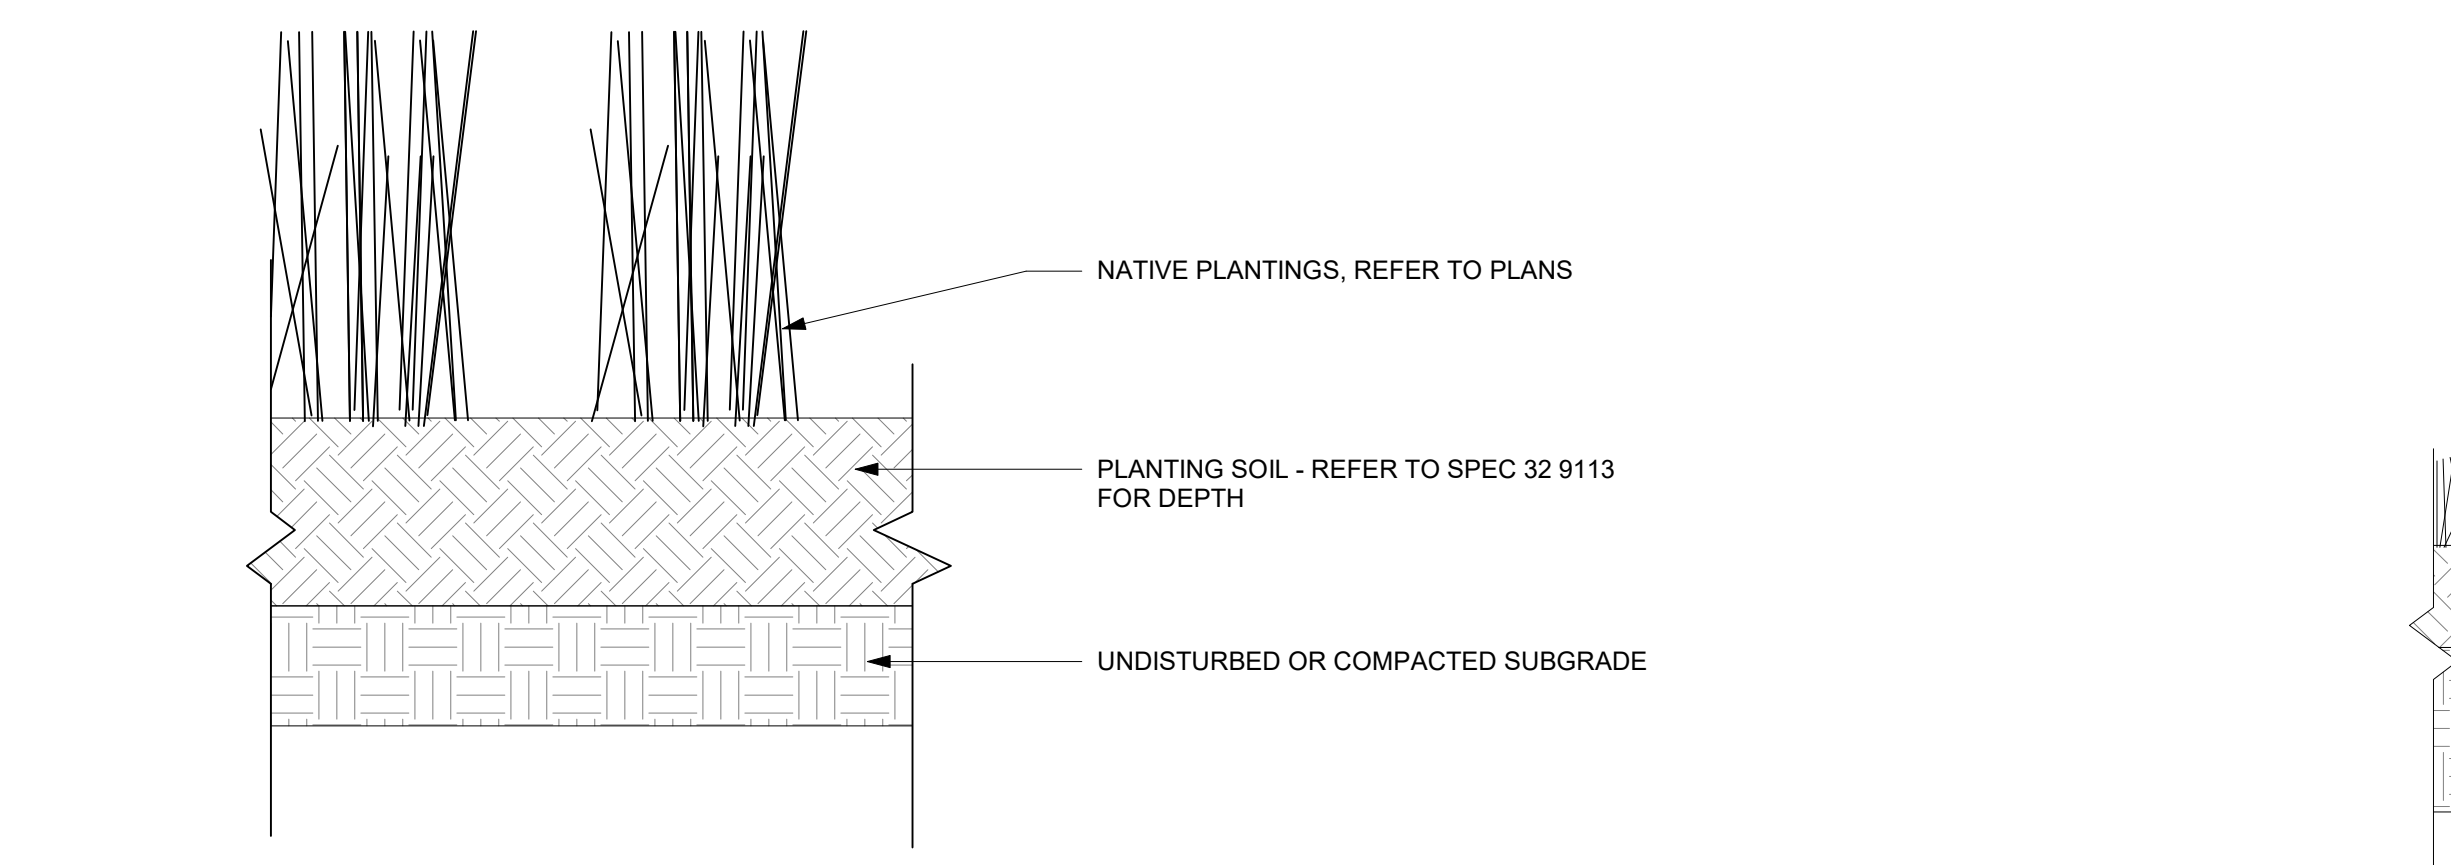 NATIVE PLANTINGS, REFER TO PLANS
PLANTING SOIL - REFER TO SPEC 32 9113
FOR DEPTH
UNDISTURBED OR COMPACTED SUBGRADE